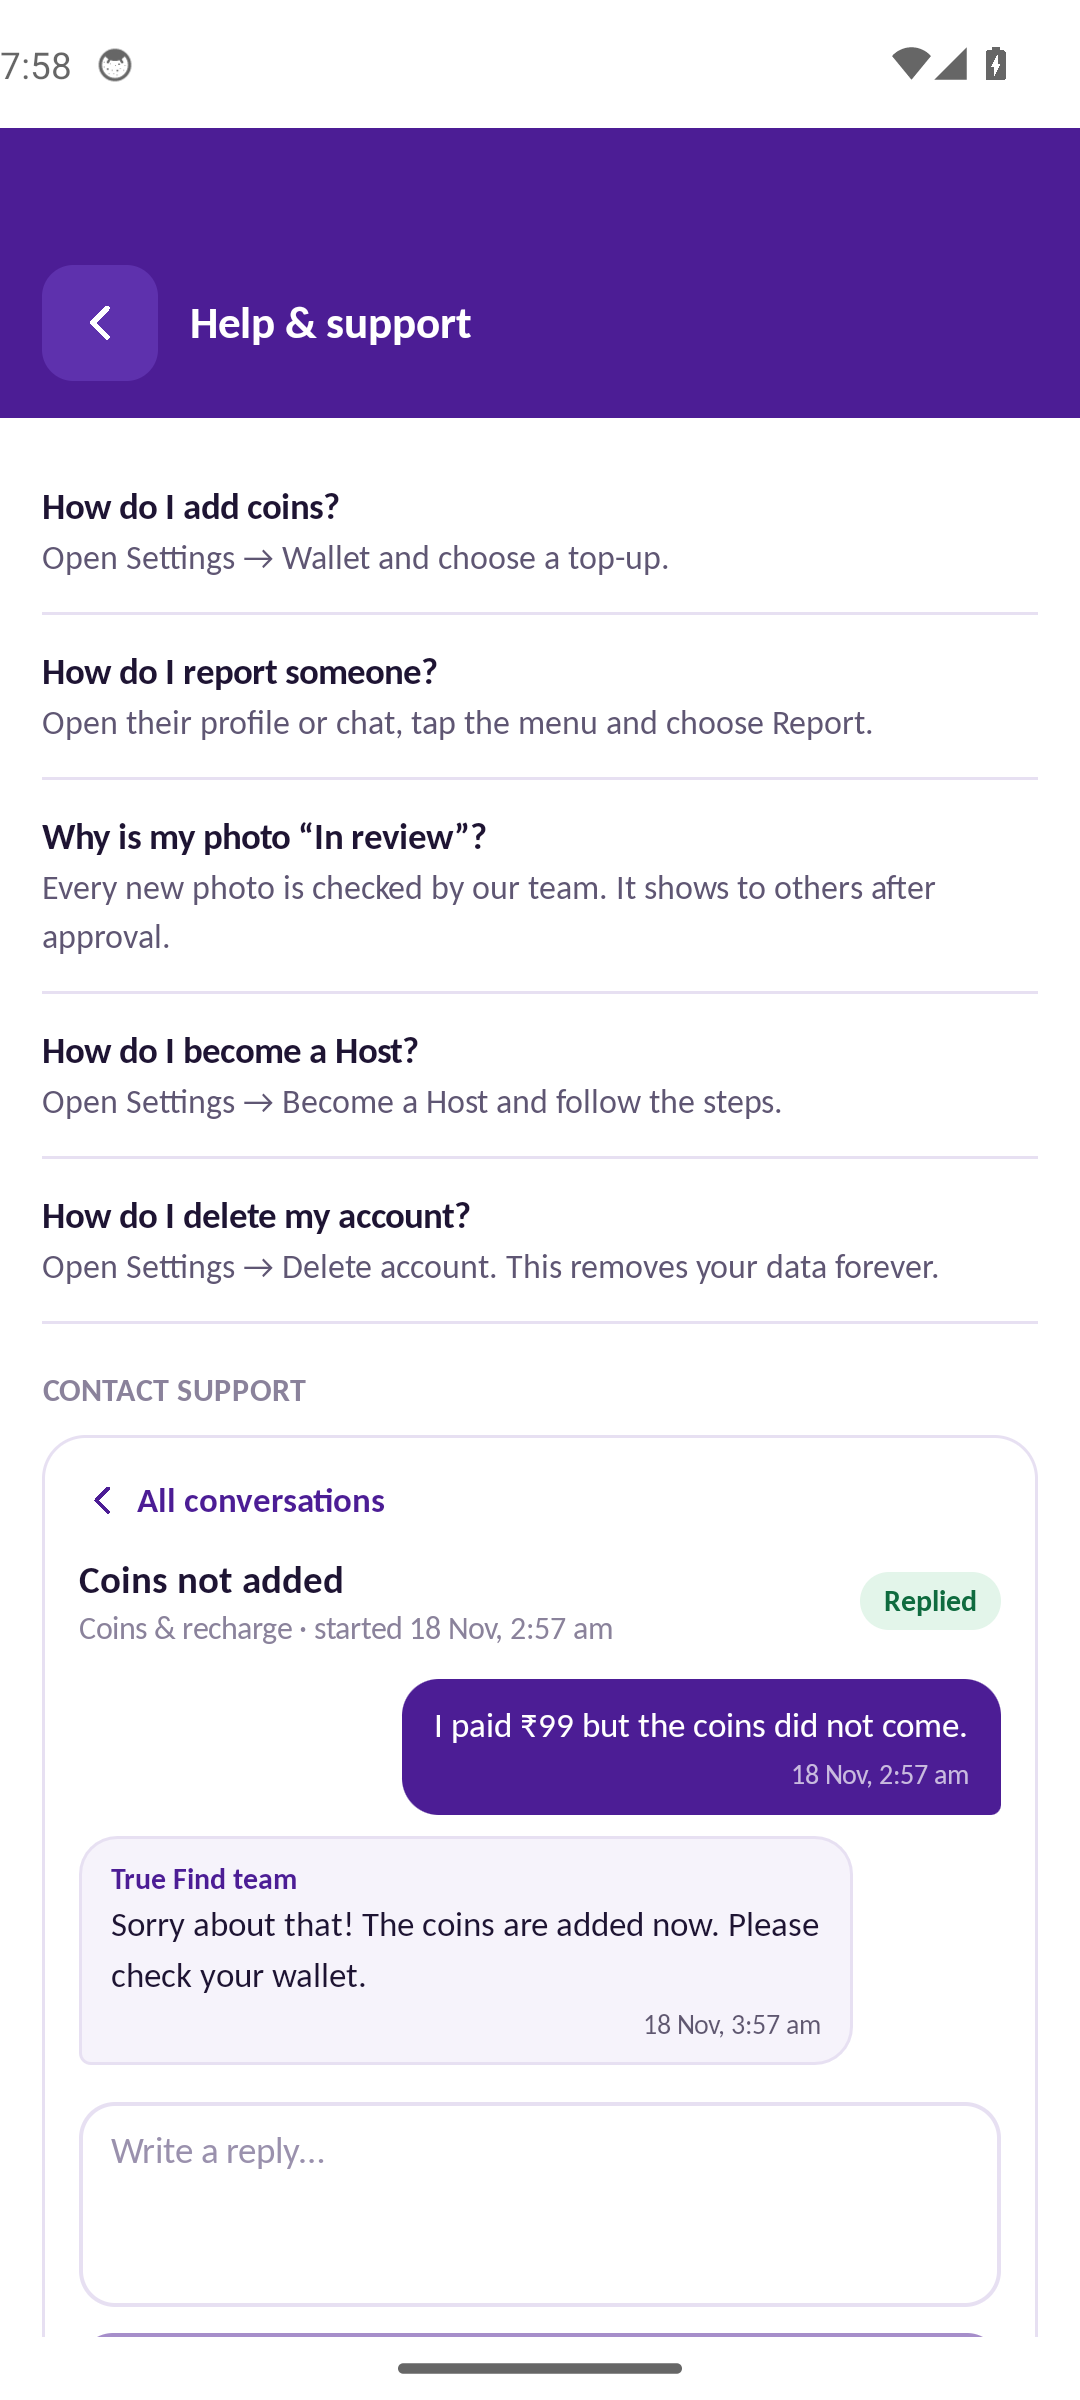 7:58
Help & support
How do I add coins?
Open Settings → Wallet and choose a top-up.
How do I report someone?
Open their profile or chat, tap the menu and choose Report.
Why is my photo “In review”?
Every new photo is checked by our team. It shows to others after
approval.
How do I become a Host?
Open Settings → Become a Host and follow the steps.
How do I delete my account?
Open Settings → Delete account. This removes your data forever.
CONTACT SUPPORT
All conversations
Coins not added
Replied
Coins & recharge · started 18 Nov, 2:57 am
I paid ₹99 but the coins did not come.
18 Nov, 2:57 am
True Find team
Sorry about that! The coins are added now. Please
check your wallet.
18 Nov, 3:57 am
Write a reply...